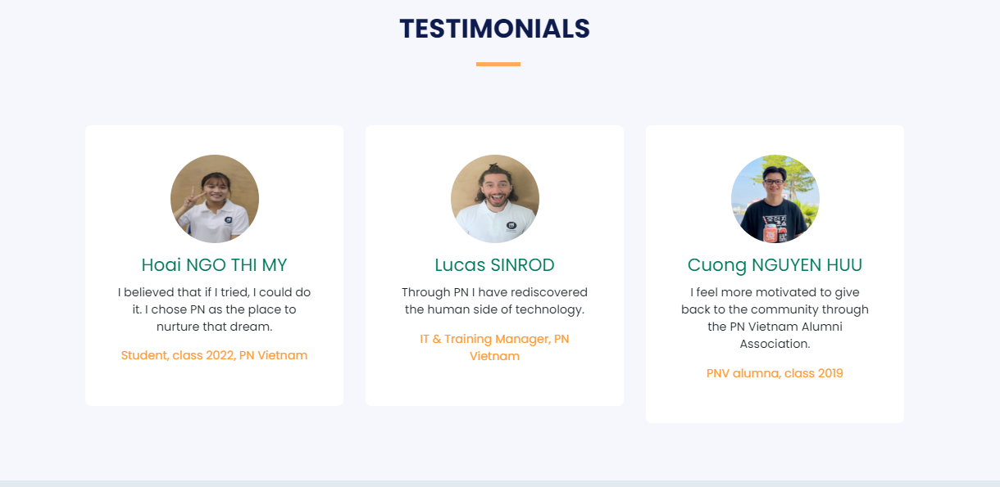 TESTIMONIALS
Hoai NGO THI MY
I believed that if I tried, I could do
it. I chose PN as the place to
nurture that dream.
Student, class 2022, PN Vietnam
Lucas SINROD
Through PN I have rediscovered
the human side of technology.
IT & Training Manager, PN
Vietnam
Cuong NGUYEN HUU
I feel more motivated to give
back to the community through
the PN Vietnam Alumni
Association.
PNV alumna, class 2019